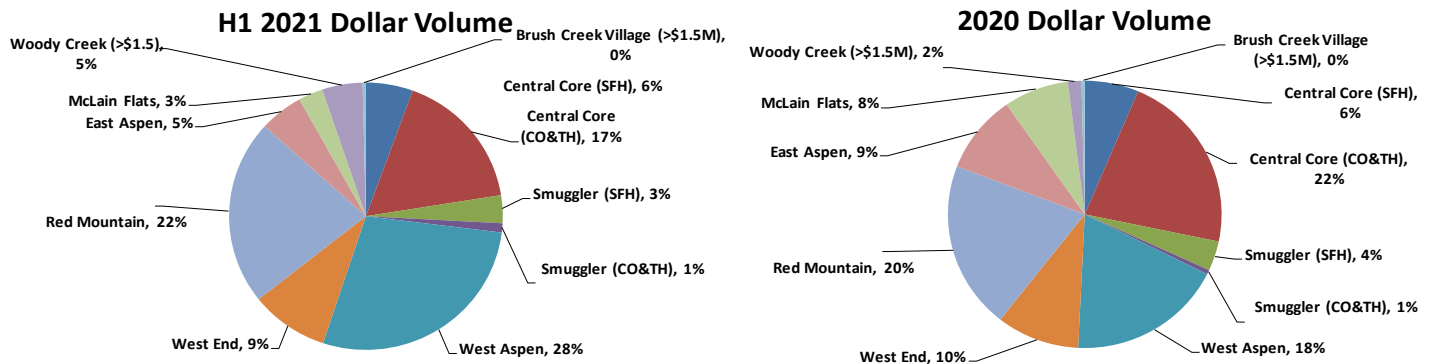 H1 2021 Dollar Volume
Woody Creek (>$1.5),
5%
Brush Creek Village (>$1.5M),
0%
McLain Flats, 3%
Central Core (SFH), 6%
East Aspen, 5%
Central Core
(CO&TH), 17%
Smuggler (SFH), 3%
Red Mountain, 22%
Smuggler (CO&TH), 1%
West End, 9%
West Aspen, 28%
2020 Dollar Volume
Woody Creek (>$1.5M), 2%
Brush Creek Village
(>$1.5M), 0%
McLain Flats, 8%
Central Core (SFH),
6%
East Aspen, 9%
Central Core (CO&TH),
22%
Smuggler (SFH), 4%
Red Mountain, 20%
Smuggler (CO&TH), 1%
West End, 10%
West Aspen, 18%